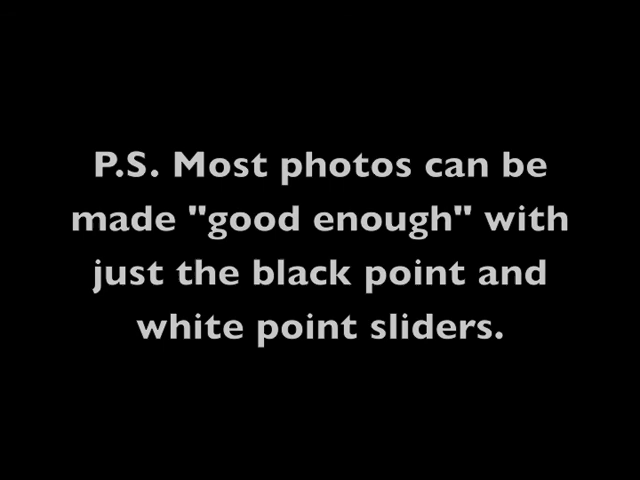 P.S. Most photos can be
made "good enough" with
just the black point and
white point sliders.